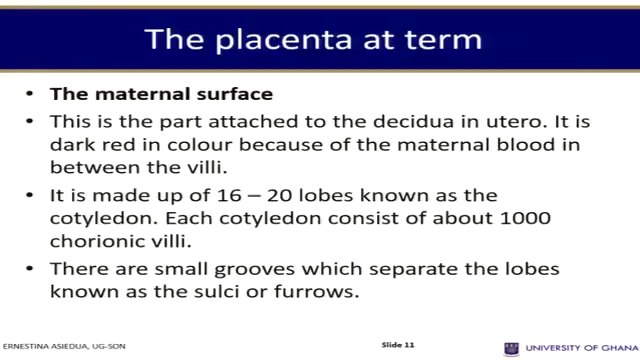 The placenta at term
• The maternal surface
• This is the part attached to the decidua in utero. It is
dark red in colour because of the maternal blood in
between the villi.
• It is made up of 16 – 20 lobes known as the
cotyledon. Each cotyledon consist of about 1000
chorionic villi.
• There are small grooves which separate the lobes
known as the sulci or furrows.
ERNESTINA ASIEDUA, UG-SON
Slide 11
UNIVERSITY OF GHANA